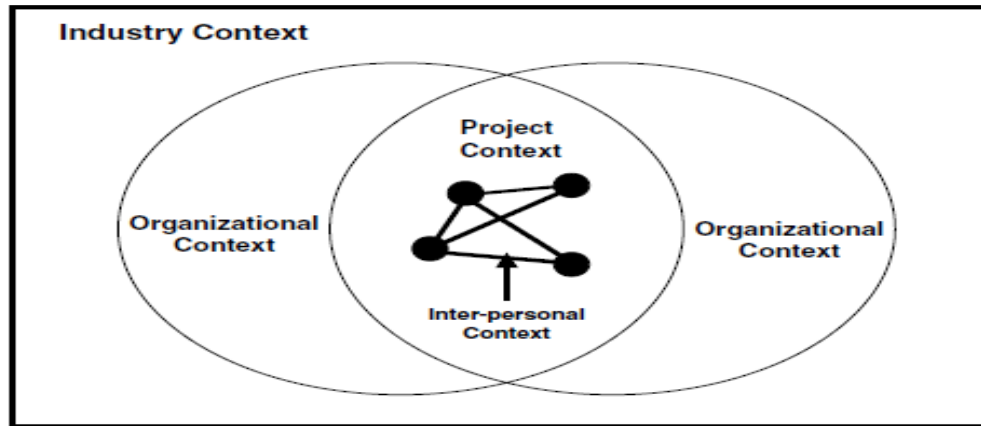 Industry Context
Project
Context
Organizational
Context
Organizational
Context
Inter-personal
Context